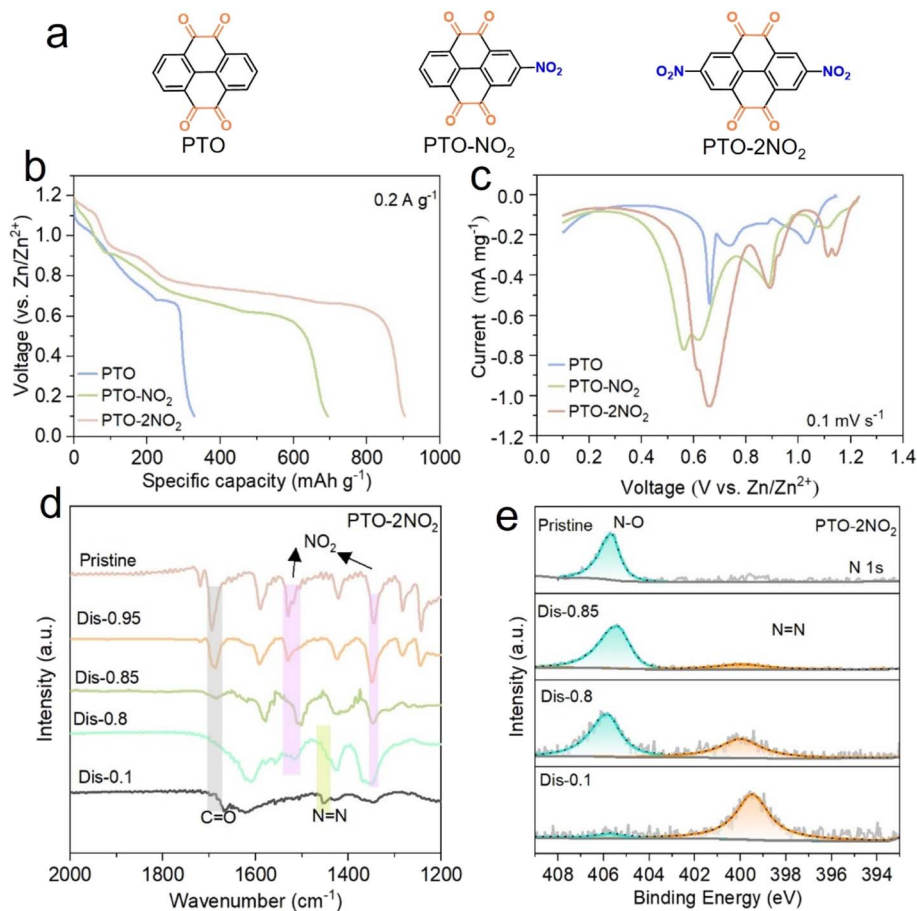 a
O O
O O
PTO
O O
NO₂
O O
PTO-NO₂
O O
O₂N NO₂
O O
PTO-2NO₂
b
1.2
1.0
0.8
0.6
0.4
0.2
0.0
0 200 400 600 800 1000
Voltage (vs. Zn/Zn²⁺)
Specific capacity (mAh g⁻¹)
0.2 A g⁻¹
PTO
PTO-NO₂
PTO-2NO₂
c
0.0
-0.2
-0.4
-0.6
-0.8
-1.0
-1.2
0.0 0.2 0.4 0.6 0.8 1.0 1.2 1.4
Current (mA mg⁻¹)
Voltage (V vs. Zn/Zn²⁺)
PTO
PTO-NO₂
PTO-2NO₂
0.1 mV s⁻¹
d
PTO-2NO₂
NO₂
Pristine
Dis-0.95
Dis-0.85
Dis-0.8
Dis-0.1
C=O
N=N
2000 1800 1600 1400 1200
Intensity (a.u.)
Wavenumber (cm⁻¹)
e
Pristine
N-O
PTO-2NO₂
N 1s
Dis-0.85
N=N
Dis-0.8
Dis-0.1
408 406 404 402 400 398 396 394
Intensity (a.u.)
Binding Energy (eV)